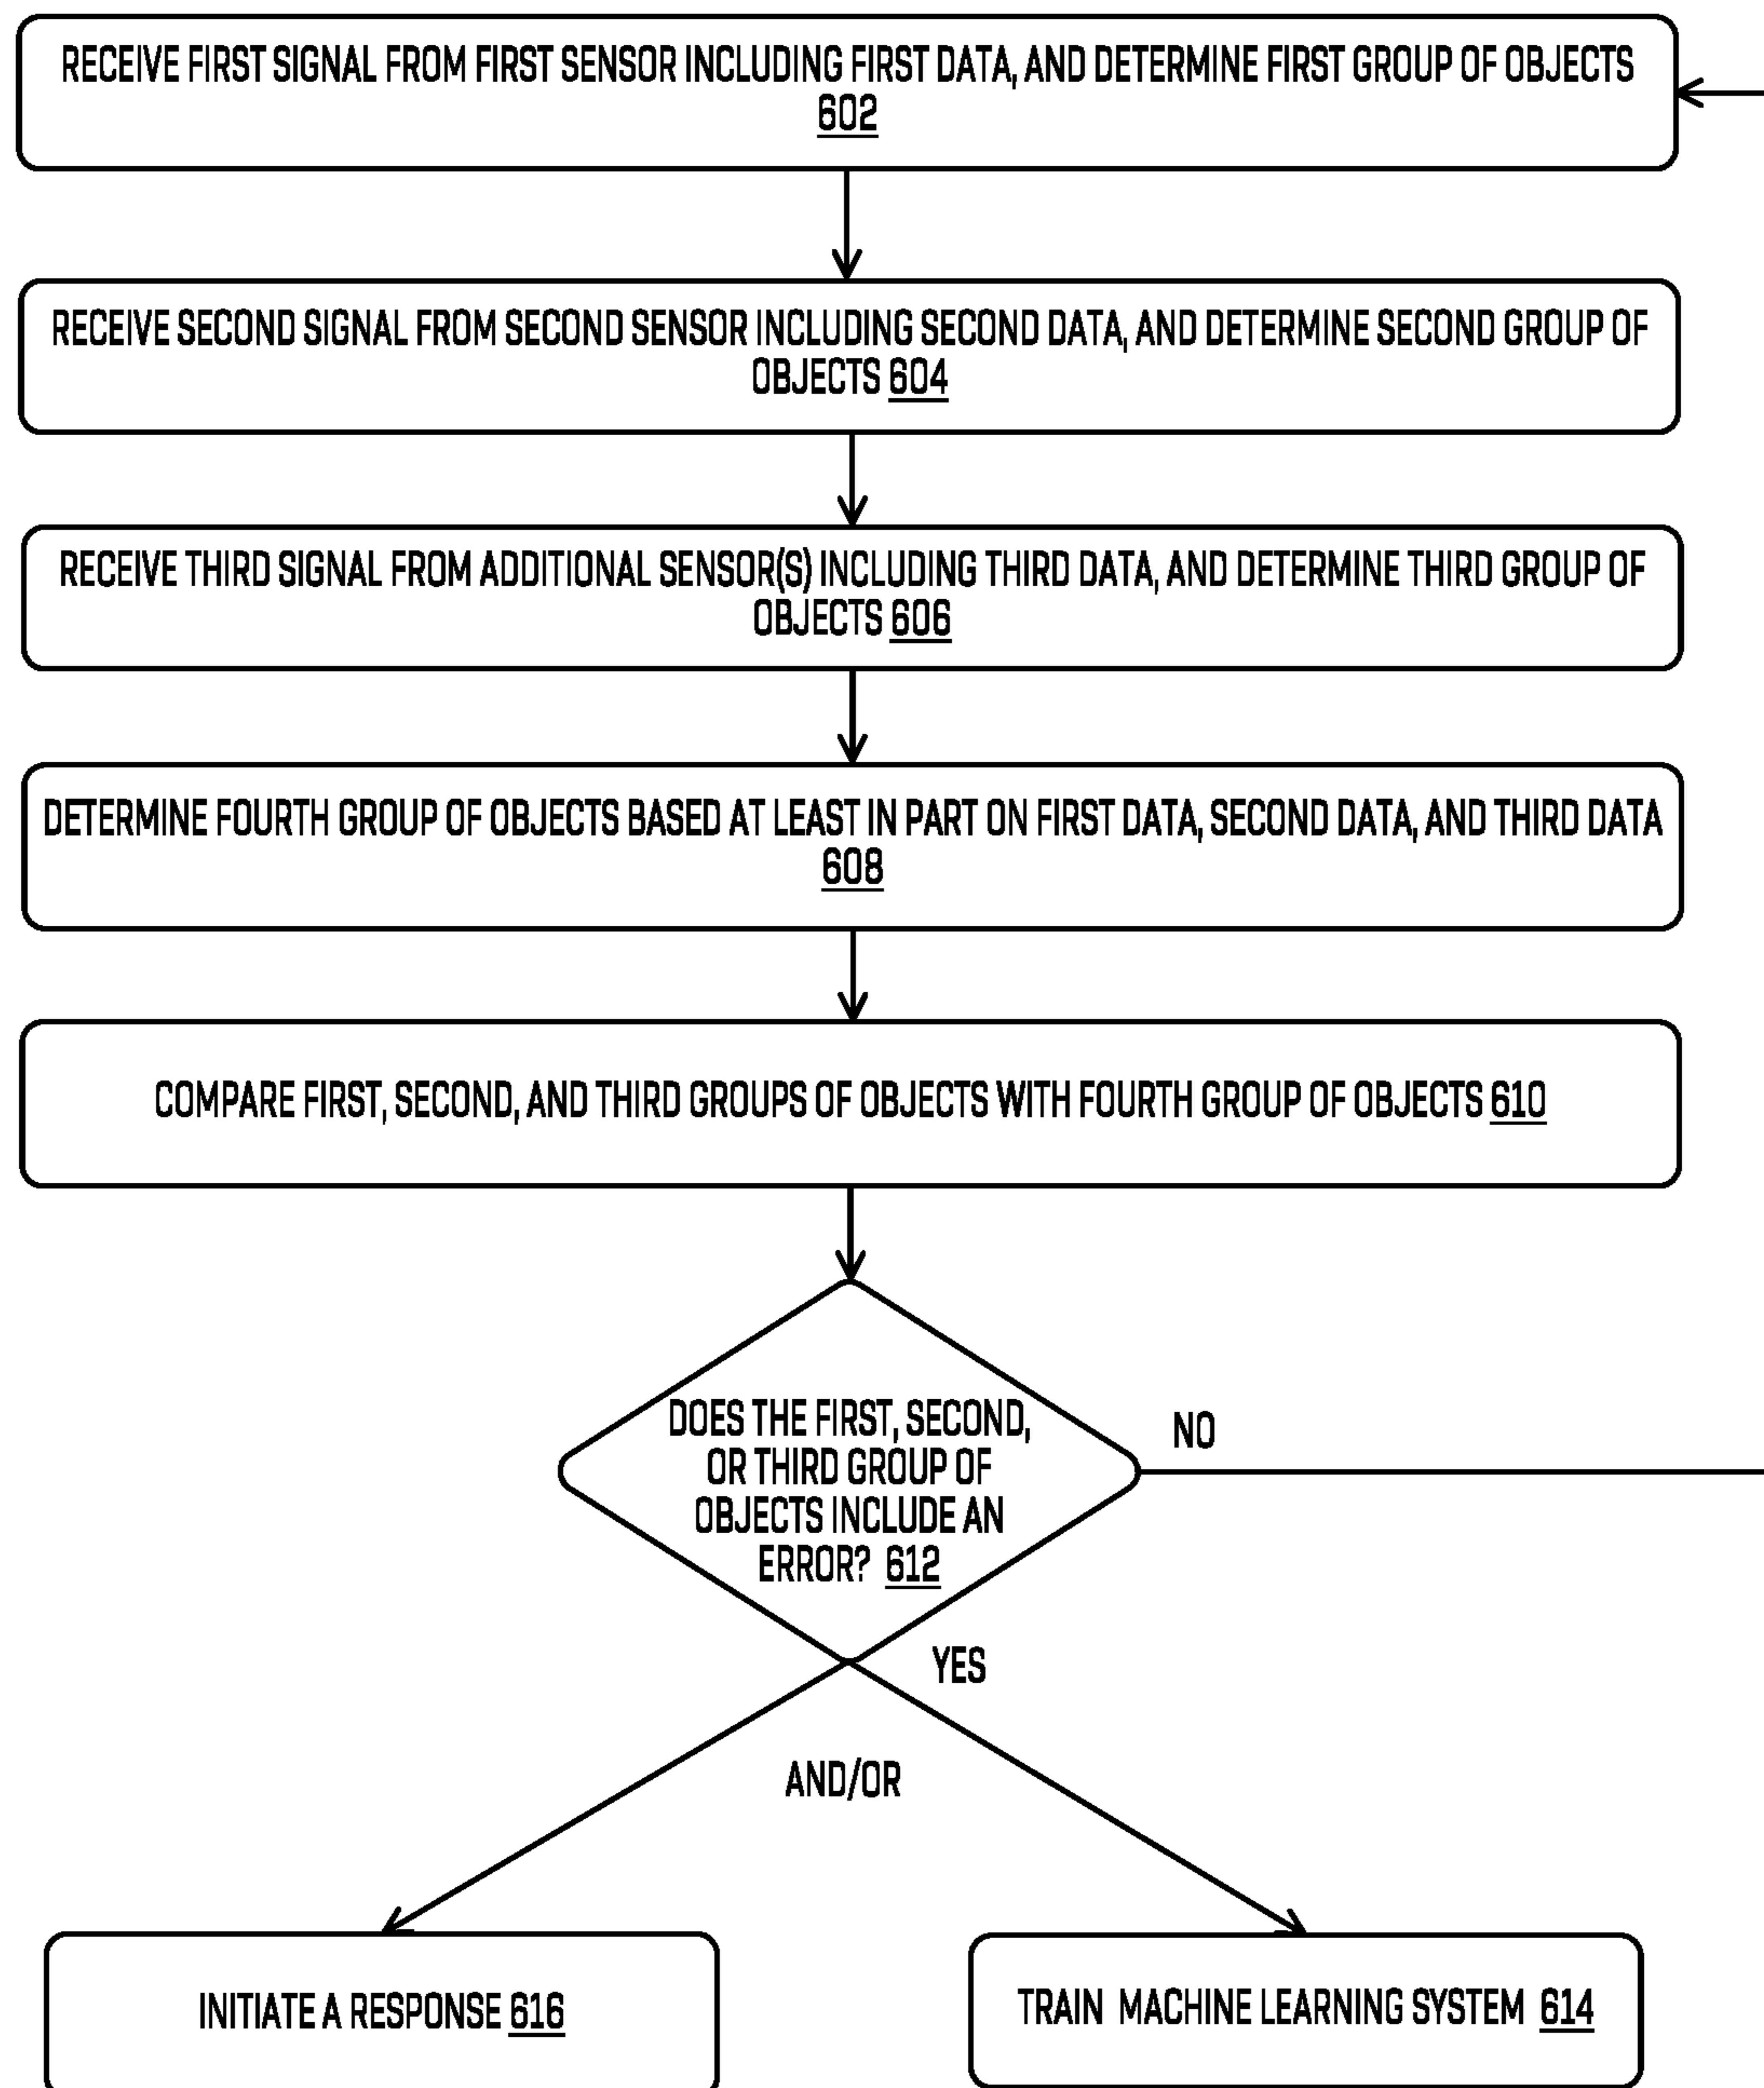 RECEIVE FIRST SIGNAL FROM FIRST SENSOR INCLUDING FIRST DATA, AND DETERMINE FIRST GROUP OF OBJECTS
602
RECEIVE SECOND SIGNAL FROM SECOND SENSOR INCLUDING SECOND DATA, AND DETERMINE SECOND GROUP OF
OBJECTS 604
RECEIVE THIRD SIGNAL FROM ADDITIONAL SENSOR(S) INCLUDING THIRD DATA, AND DETERMINE THIRD GROUP OF
OBJECTS 606
DETERMINE FOURTH GROUP OF OBJECTS BASED AT LEAST IN PART ON FIRST DATA, SECOND DATA, AND THIRD DATA
608
COMPARE FIRST, SECOND, AND THIRD GROUPS OF OBJECTS WITH FOURTH GROUP OF OBJECTS 610
DOES THE FIRST, SECOND,
OR THIRD GROUP OF
OBJECTS INCLUDE AN
ERROR? 612
NO
YES
AND/OR
INITIATE A RESPONSE 616
TRAIN MACHINE LEARNING SYSTEM 614